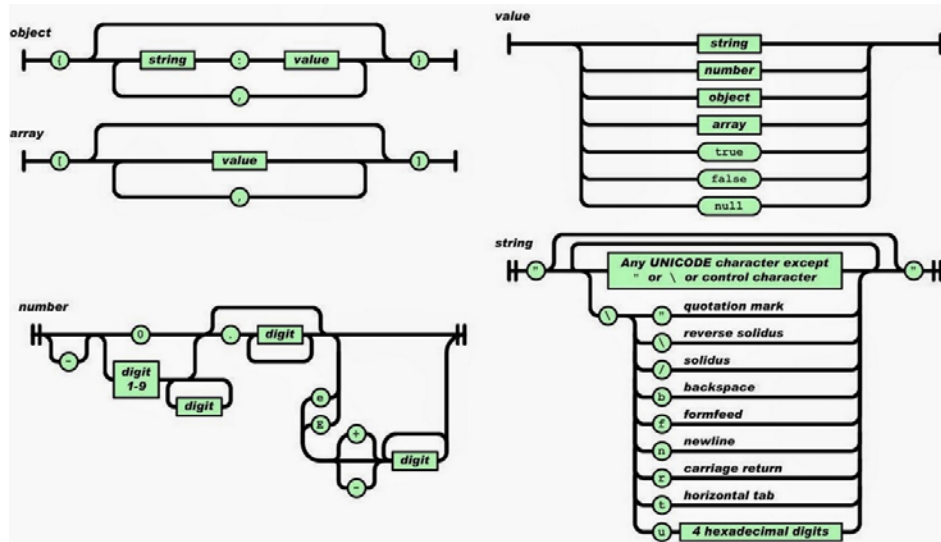 object
{ string : value }
,
array
[ value ]
,
number
0 . digit
-
digit
1-9
digit
e
E
+
digit
-
value
string
number
object
array
true
false
null
string
" Any UNICODE character except "
" or \ or control character
\ " quotation mark
\ reverse solidus
/ solidus
b backspace
f formfeed
n newline
r carriage return
t horizontal tab
u 4 hexadecimal digits